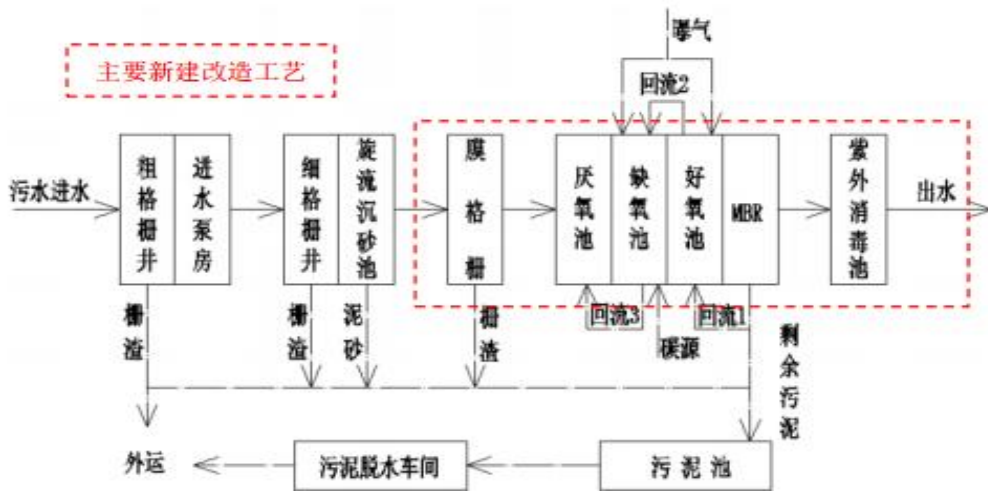 曝气
主要新建改造工艺
回流2
污水进水
粗格栅井
进水泵房
细格栅井
旋流沉砂池
膜格栅
厌氧池
缺氧池
好氧池
MBR
紫外消毒池
出水
栅渣
栅渣
泥砂
栅渣
回流3
碳源
回流1
剩余污泥
外运
污泥脱水车间
污泥池